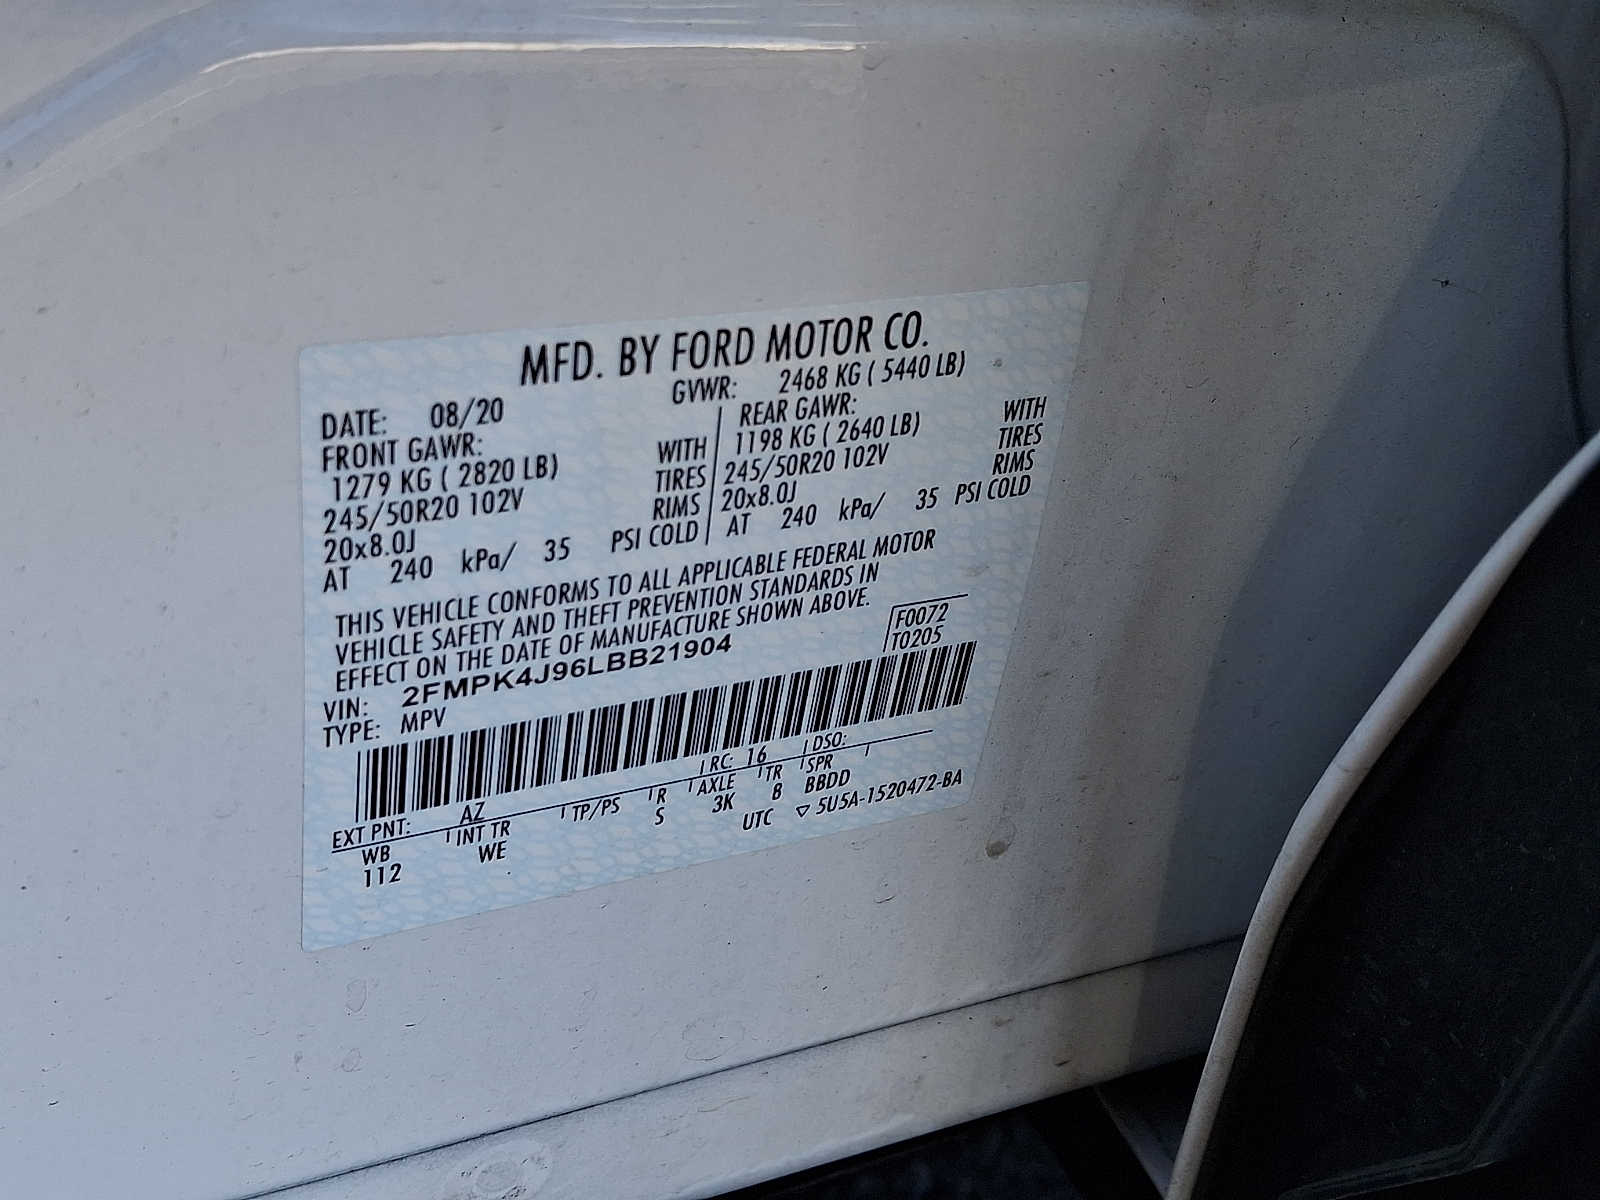 MFD. BY FORD MOTOR CO.
DATE: 08/20 GVWR: 2468 KG ( 5440 LB)
FRONT GAWR: REAR GAWR:
1279 KG ( 2820 LB) WITH 1198 KG ( 2640 LB) WITH
245/50R20 102V TIRES 245/50R20 102V TIRES
20x8.0J RIMS 20x8.0J RIMS
AT 240 kPa/ 35 PSI COLD AT 240 kPa/ 35 PSI COLD
THIS VEHICLE CONFORMS TO ALL APPLICABLE FEDERAL MOTOR
VEHICLE SAFETY AND THEFT PREVENTION STANDARDS IN
EFFECT ON THE DATE OF MANUFACTURE SHOWN ABOVE.
F0072
VIN: 2FMPK4J96LBB21904 T0205
TYPE: MPV
EXT PNT: AZ RC: 16 DSO:
WB INT TR TP/PS R AXLE TR SPR
112 WE S 3K 8 BBDD
UTC ▽ 5U5A-1520472-BA